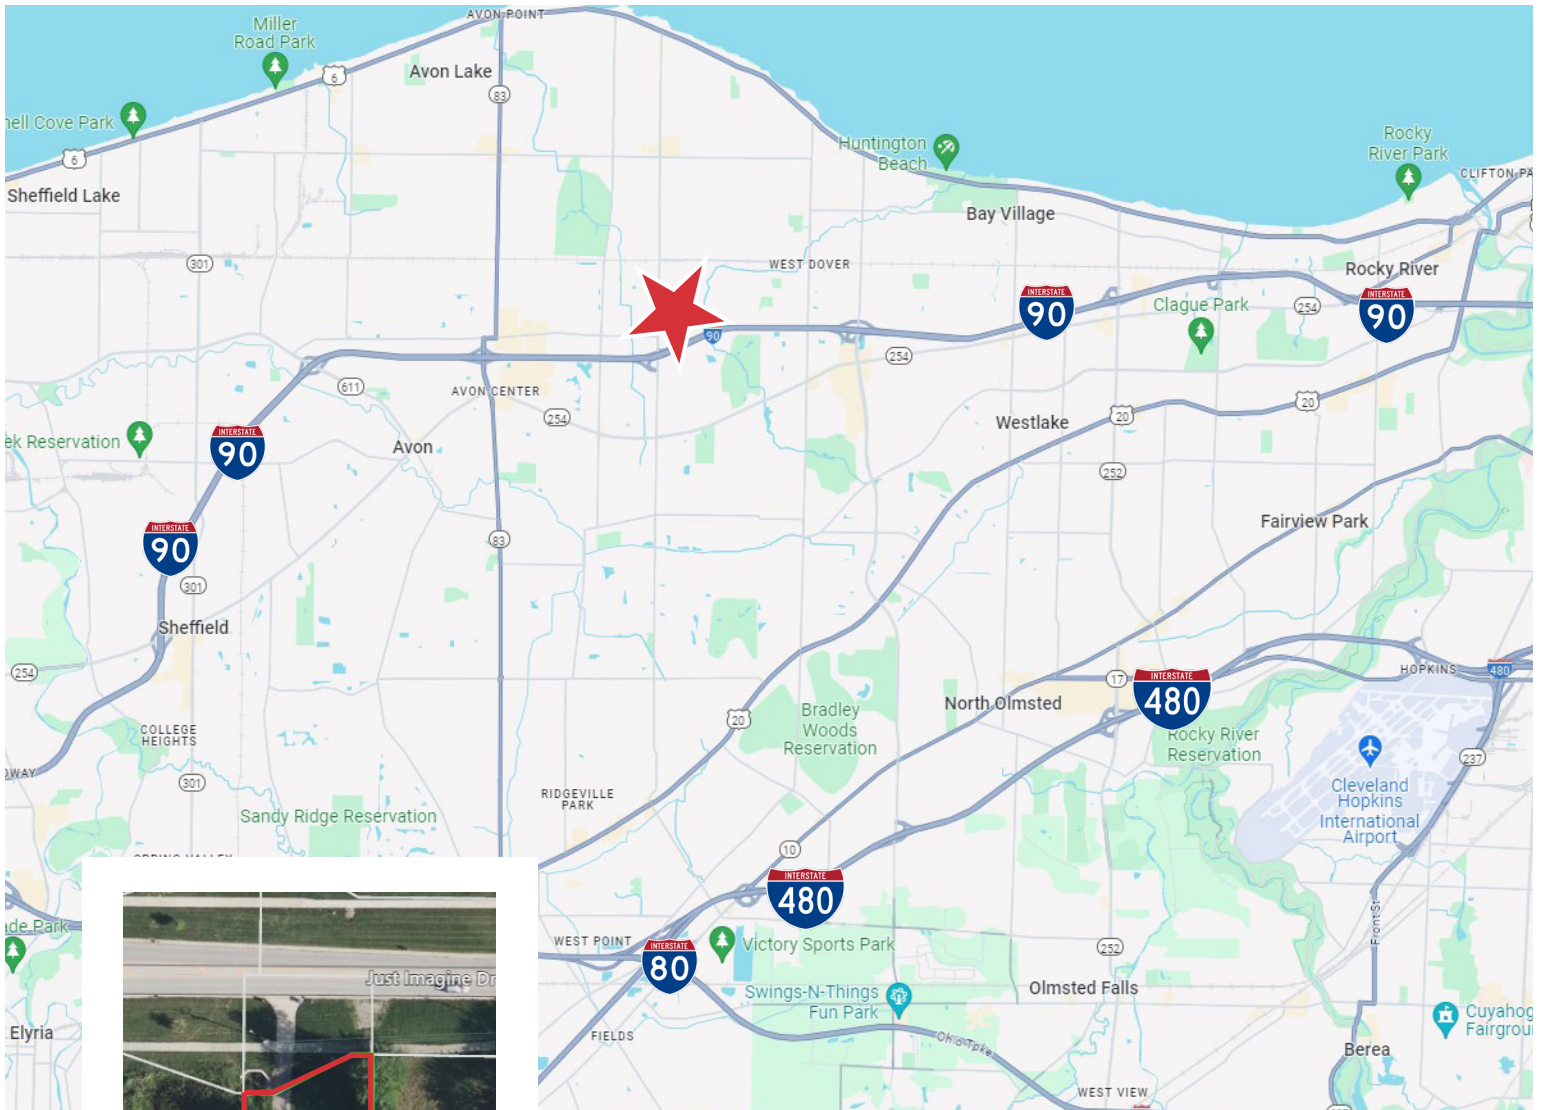 AVON POINT
Miller
Road Park
6
Avon Lake
83
nell Cove Park
6
Sheffield Lake
Huntington
Beach
Rocky
River Park
CLIFTON PA
Bay Village
301
WEST DOVER
Rocky River
INTERSTATE
90
Clague Park
254
INTERSTATE
90
90
254
611
AVON CENTER
254
20
20
Westlake
ek Reservation
INTERSTATE
90
Avon
252
INTERSTATE
90
83
Fairview Park
301
Sheffield
254
HOPKINS
480
17
INTERSTATE
480
North Olmsted
Bradley
Woods
Reservation
20
COLLEGE
HEIGHTS
Rocky River
Reservation
237
DWAY
301
RIDGEVILLE
PARK
Cleveland
Hopkins
International
Airport
Sandy Ridge Reservation
10
INTERSTATE
480
ade Park
Front St
WEST POINT
INTERSTATE
80
Victory Sports Park
252
Just Imagine Dr
Swings-N-Things
Fun Park
Olmsted Falls
Elyria
FIELDS
Ohio Tpke
Cuyahog
Fairgrou
Berea
WEST VIEW